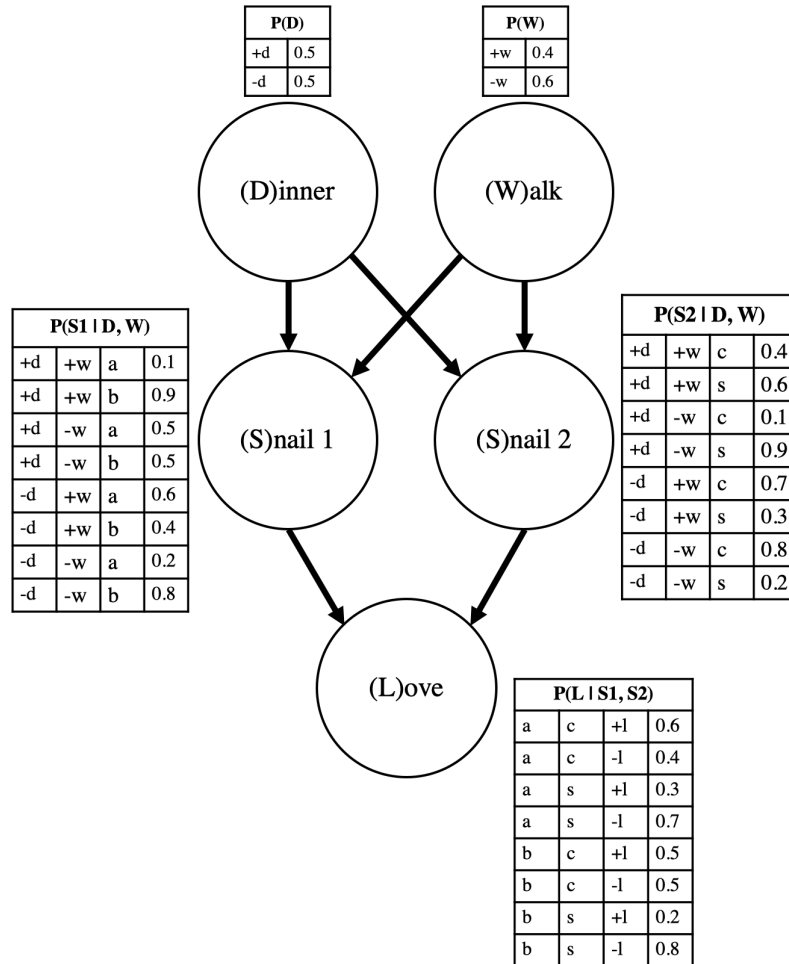 P(D)
+d 0.5
-d 0.5
P(W)
+w 0.4
-w 0.6
(D)inner
(W)alk
P(S1 | D, W)
+d +w a 0.1
+d +w b 0.9
+d -w a 0.5
+d -w b 0.5
-d +w a 0.6
-d +w b 0.4
-d -w a 0.2
-d -w b 0.8
(S)nail 1
(S)nail 2
P(S2 | D, W)
+d +w c 0.4
+d +w s 0.6
+d -w c 0.1
+d -w s 0.9
-d +w c 0.7
-d +w s 0.3
-d -w c 0.8
-d -w s 0.2
(L)ove
P(L | S1, S2)
a c +l 0.6
a c -l 0.4
a s +l 0.3
a s -l 0.7
b c +l 0.5
b c -l 0.5
b s +l 0.2
b s -l 0.8